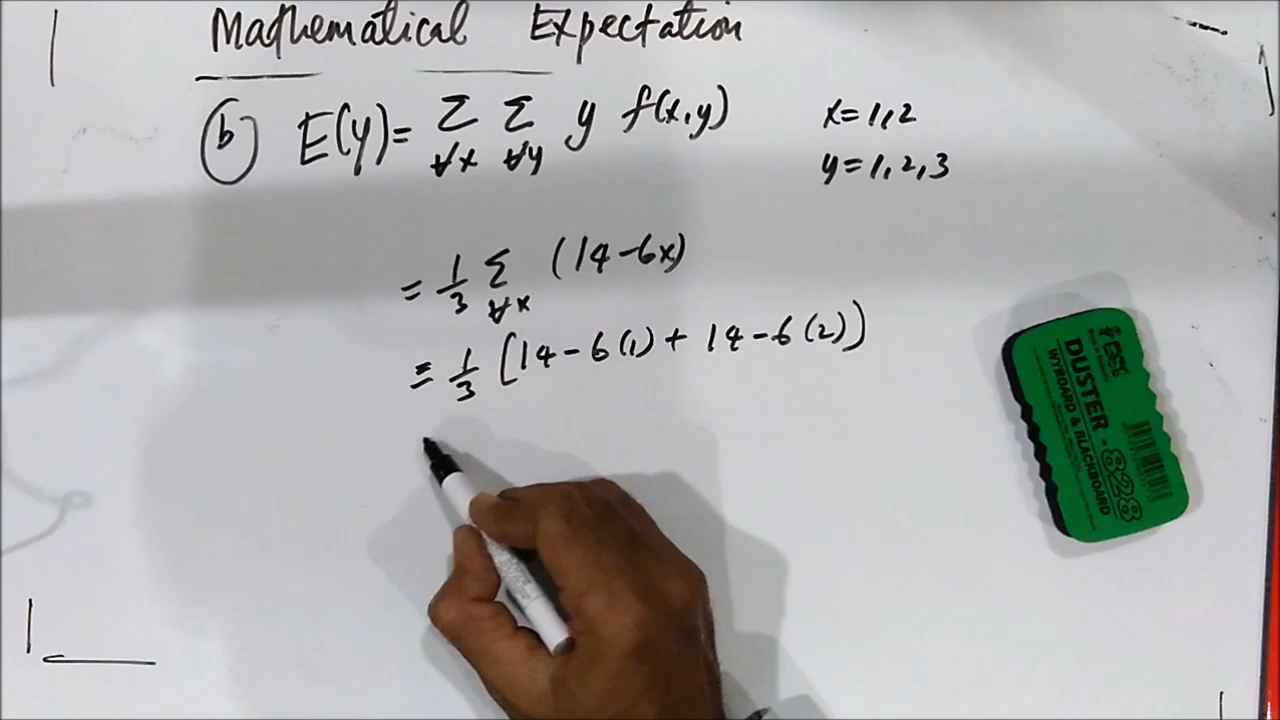 Mathematical Expectation
(b) E(y) = Σ∀x Σ∀y y f(x,y)
x = 1, 2
y = 1, 2, 3
= 1/3 Σ∀x (14 - 6x)
= 1/3 [14 - 6(1) + 14 - 6(2)]
DUSTER - 828
WYBOARD & BLACKBOARD